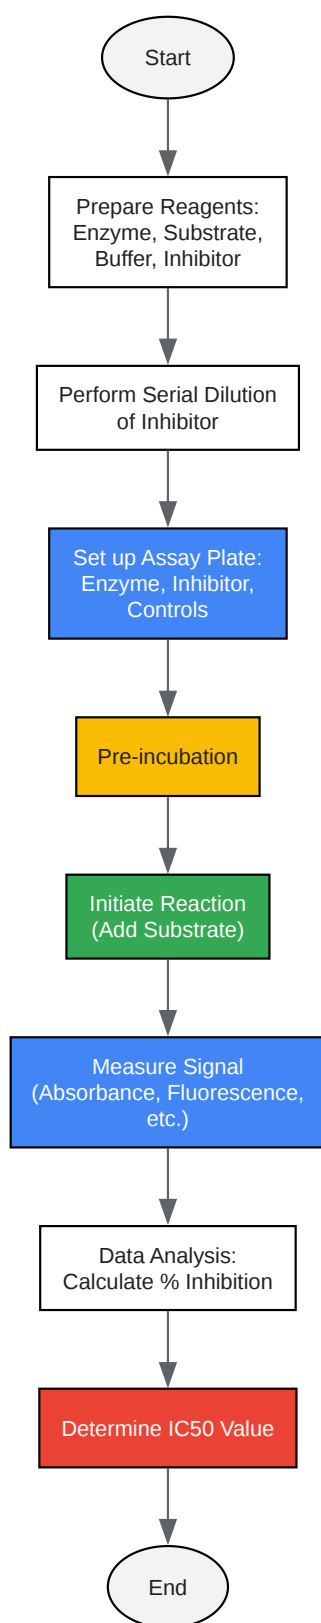 Start
Prepare Reagents:
Enzyme, Substrate,
Buffer, Inhibitor
Perform Serial Dilution
of Inhibitor
Set up Assay Plate:
Enzyme, Inhibitor,
Controls
Pre-incubation
Initiate Reaction
(Add Substrate)
Measure Signal
(Absorbance, Fluorescence,
etc.)
Data Analysis:
Calculate % Inhibition
Determine IC50 Value
End